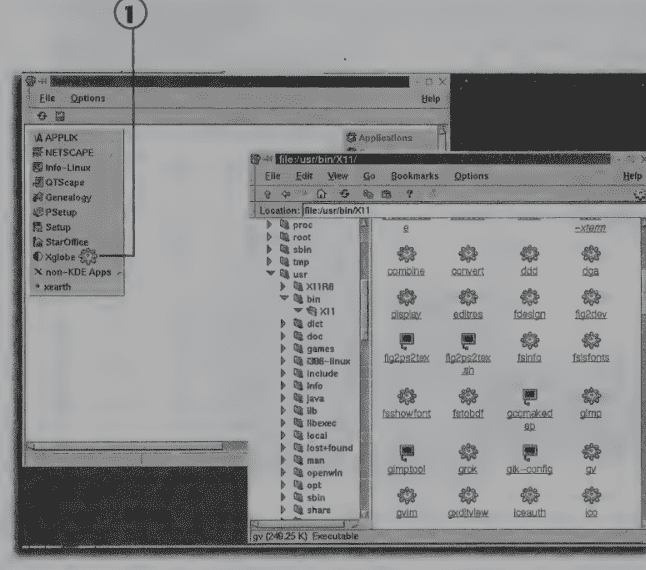 1
File Options Help
Applications
APPLIX
NETSCAPE
Info-Linux
QTScape
Genealogy
PSetup
Setup
StarOffice
Xglobe
non-KDE Apps
xearth
file:/usr/bin/X11/
File Edit View Go Bookmarks Options Help
Location: file:/usr/bin/X11
proc
root
sbin
tmp
usr
X11R6
bin
X11
dict
doc
games
i386-linux
include
info
java
lib
libexec
local
lost+found
man
openwin
opt
sbin
share
e -xterm
combine convert ddd dga
display editres fdesign fig2dev
fig2ps2tex fig2ps2tex fsinfo fslsfonts
.sh
fsshowfont fstobdf gccmaked gimp
ep
gimptool grok gtk-config gv
gvim gxditview iceauth ico
gv (249.25 K) Executable